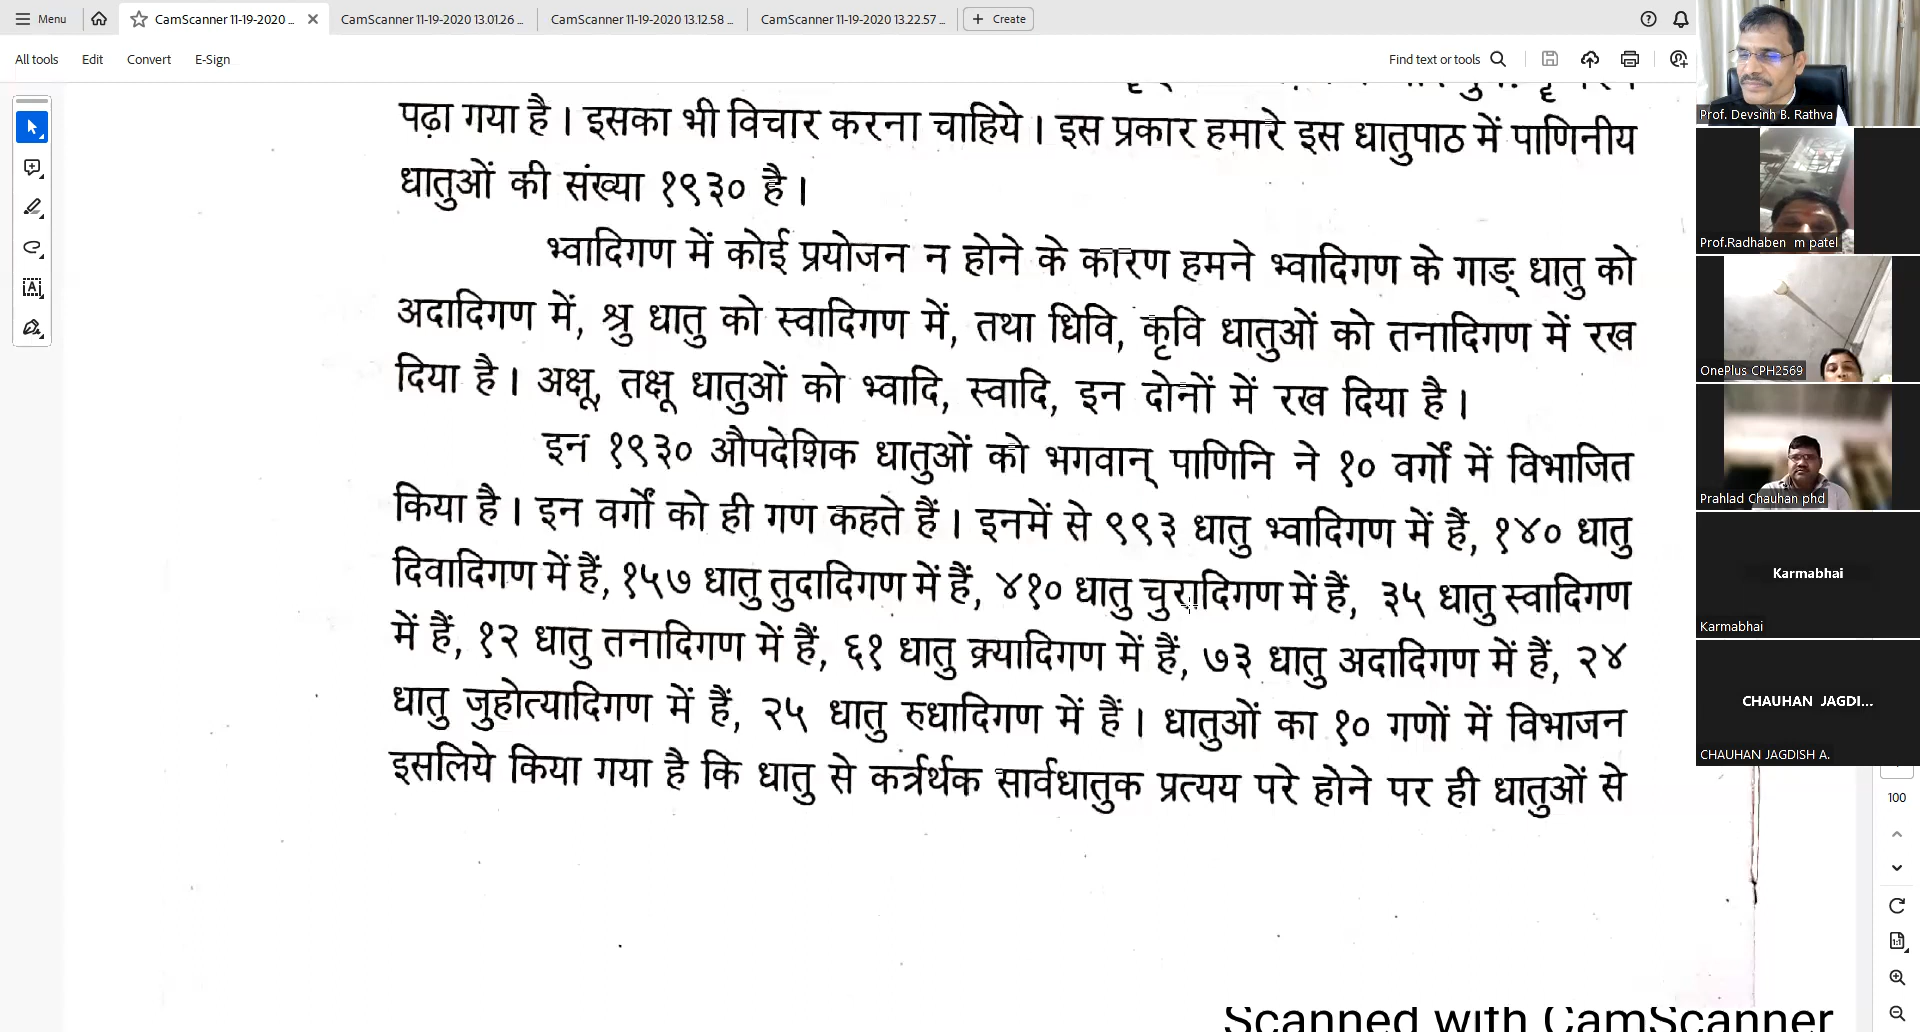 Menu
CamScanner 11-19-2020 ...
CamScanner 11-19-2020 13.01.26 ...
CamScanner 11-19-2020 13.12.58 ...
CamScanner 11-19-2020 13.22.57 ...
+ Create
All tools Edit Convert E-Sign
Find text or tools
पढ़ा गया है। इसका भी विचार करना चाहिये। इस प्रकार हमारे इस धातुपाठ में पाणिनीय
धातुओं की संख्या १९३० है।
भ्वादिगण में कोई प्रयोजन न होने के कारण हमने भ्वादिगण के गाङ् धातु को
अदादिगण में, श्रु धातु को स्वादिगण में, तथा धिवि, कृवि धातुओं को तनादिगण में रख
दिया है। अक्षू, तक्षू धातुओं को भ्वादि, स्वादि, इन दोनों में रख दिया है।
इन १९३० औपदेशिक धातुओं को भगवान् पाणिनि ने १० वर्गों में विभाजित
किया है। इन वर्गों को ही गण कहते हैं। इनमें से ९९३ धातु भ्वादिगण में हैं, १४० धातु
दिवादिगण में हैं, १५७ धातु तुदादिगण में हैं, ४१० धातु चुरादिगण में हैं, ३५ धातु स्वादिगण
में हैं, १२ धातु तनादिगण में हैं, ६१ धातु क्र्यादिगण में हैं, ७३ धातु अदादिगण में हैं, २४
धातु जुहोत्यादिगण में हैं, २५ धातु रुधादिगण में हैं। धातुओं का १० गणों में विभाजन
इसलिये किया गया है कि धातु से कर्त्रर्थक सार्वधातुक प्रत्यय परे होने पर ही धातुओं से
Scanned with CamScanner
Prof. Devsinh B. Rathva
Prof.Radhaben m patel
OnePlus CPH2569
Prahlad Chauhan phd
Karmabhai
Karmabhai
CHAUHAN JAGDI...
CHAUHAN JAGDISH A.
100